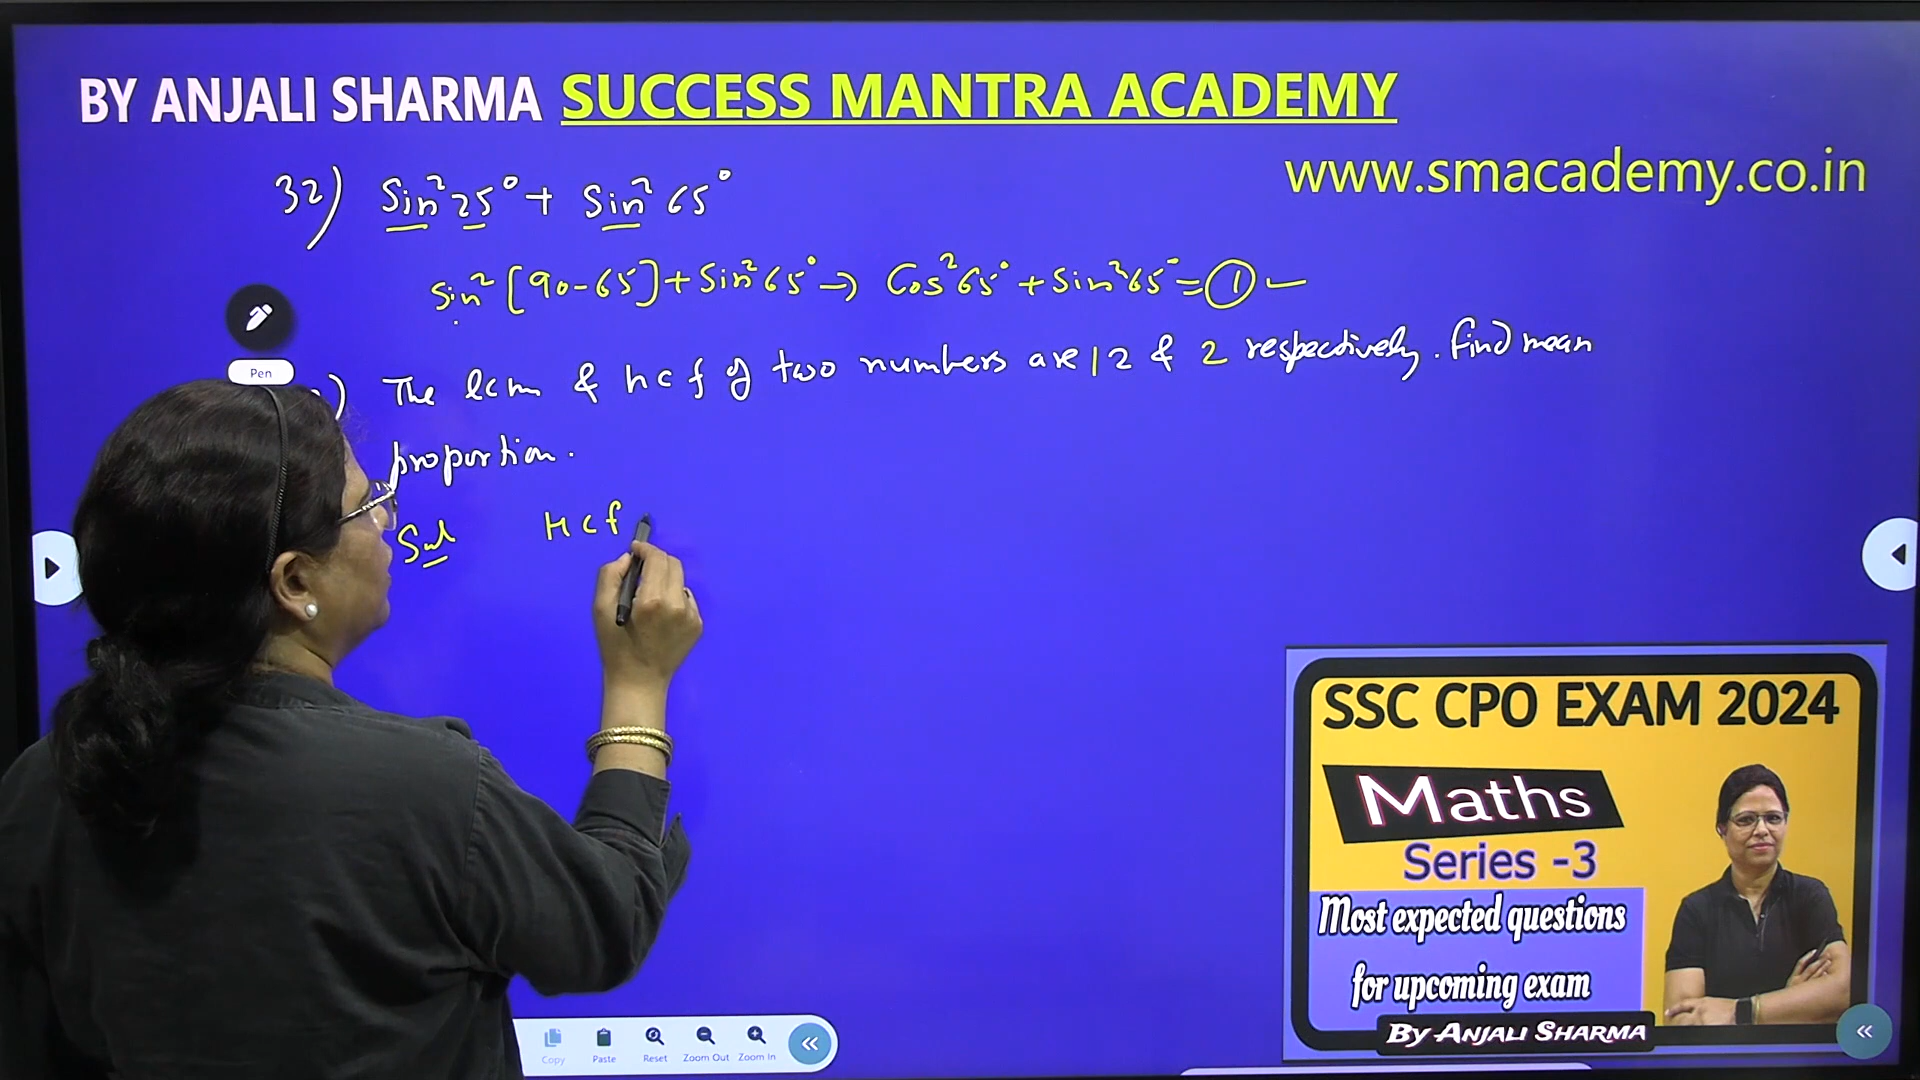 BY ANJALI SHARMA SUCCESS MANTRA ACADEMY
www.smacademy.co.in
32) Sin²25° + Sin²65°
Sin²[90-65]+Sin²65° → Cos²65° + Sin²65° = 1
Pen
) The lcm & hcf of two numbers are 12 & 2 respectively. Find mean
proportion.
Sol Hcf
SSC CPO EXAM 2024
Maths
Series -3
Most expected questions
for upcoming exam
BY ANJALI SHARMA
Copy Paste Reset Zoom Out Zoom In